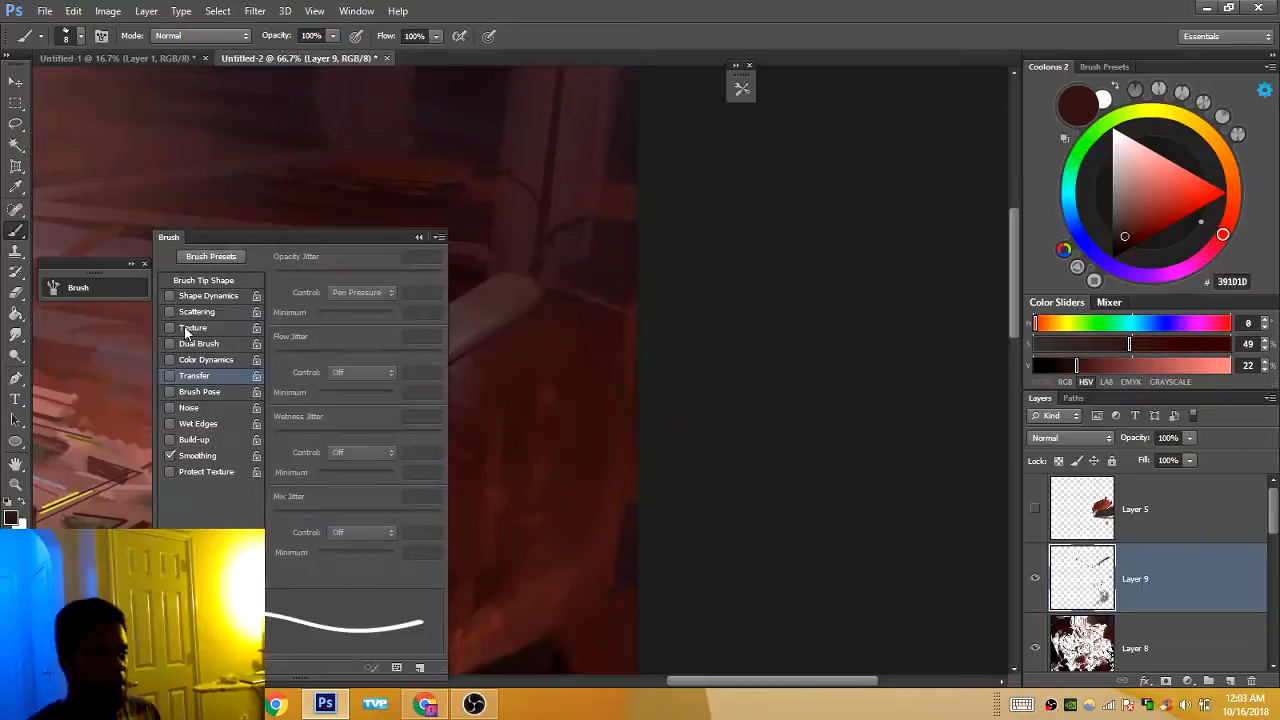 Ps File Edit Image Layer Type Select Filter 3D View Window Help
8 Mode: Normal Opacity: 100% Flow: 100% Essentials
Untitled-1 @ 16.7% (Layer 1, RGB/8) * × Untitled-2 @ 66.7% (Layer 9, RGB/8) * ×
Coolorus 2 Brush Presets
# 391D1D
Color Sliders Mixer
H 0
S 49
V 22
RGB HSV LAB CMYK GRAYSCALE
Layers Paths
Kind
Normal Opacity: 100%
Lock: Fill: 100%
Layer 5
Layer 9
Layer 8
Brush
Brush
Brush Presets
Brush Tip Shape
Shape Dynamics
Scattering
Texture
Dual Brush
Color Dynamics
Transfer
Brush Pose
Noise
Wet Edges
Build-up
Smoothing
Protect Texture
Opacity Jitter
Control: Pen Pressure
Minimum
Flow Jitter
Control: Off
Minimum
Wetness Jitter
Control: Off
Minimum
Mix Jitter
Control: Off
Minimum
Ps TVP
12:03 AM
10/16/2018